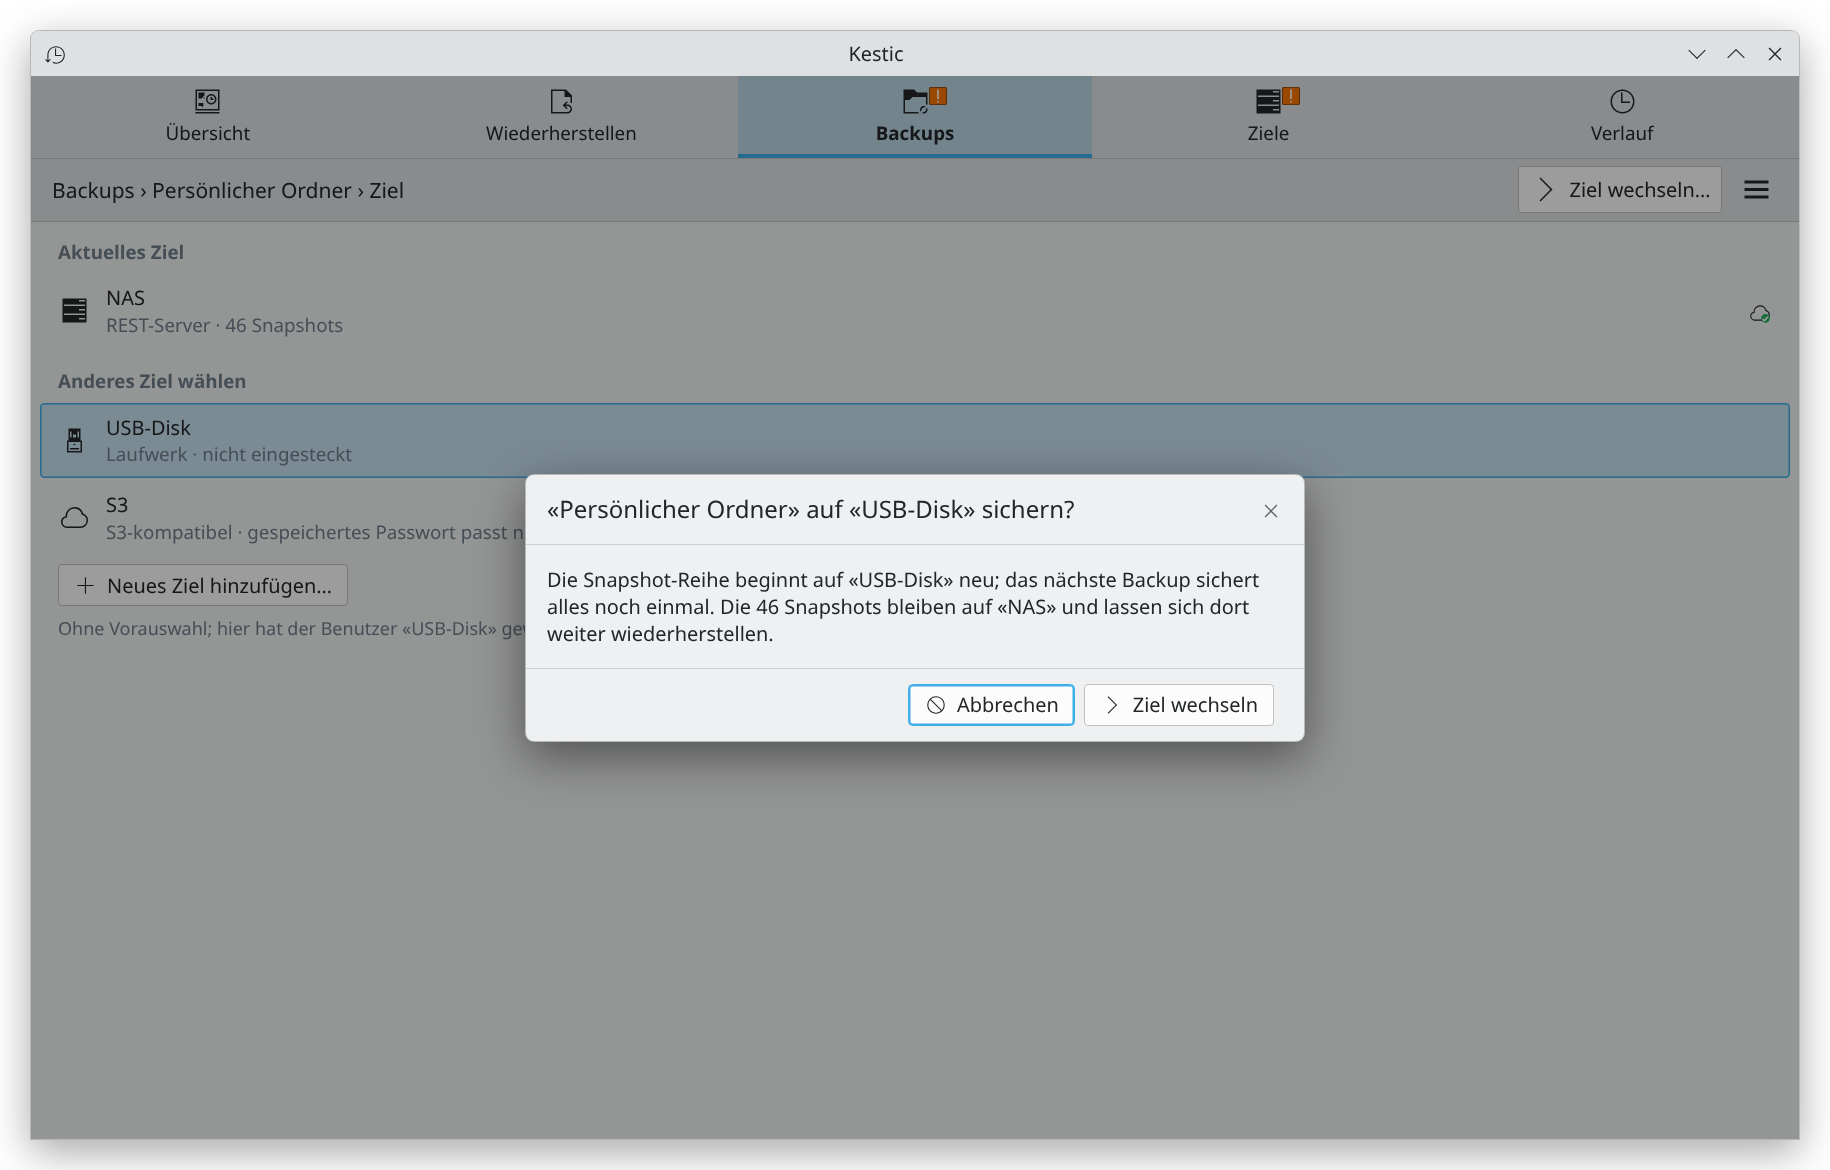 Kestic
Übersicht
Wiederherstellen
Backups
Ziele
Verlauf
Backups › Persönlicher Ordner › Ziel
Ziel wechseln...
Aktuelles Ziel
NAS
REST-Server · 46 Snapshots
Anderes Ziel wählen
USB-Disk
Laufwerk · nicht eingesteckt
S3
S3-kompatibel · gespeichertes Passwort passt
Neues Ziel hinzufügen...
Ohne Vorauswahl; hier hat der Benutzer «USB-Disk»
«Persönlicher Ordner» auf «USB-Disk» sichern?
Die Snapshot-Reihe beginnt auf «USB-Disk» neu; das nächste Backup sichert
alles noch einmal. Die 46 Snapshots bleiben auf «NAS» und lassen sich dort
weiter wiederherstellen.
Abbrechen
Ziel wechseln